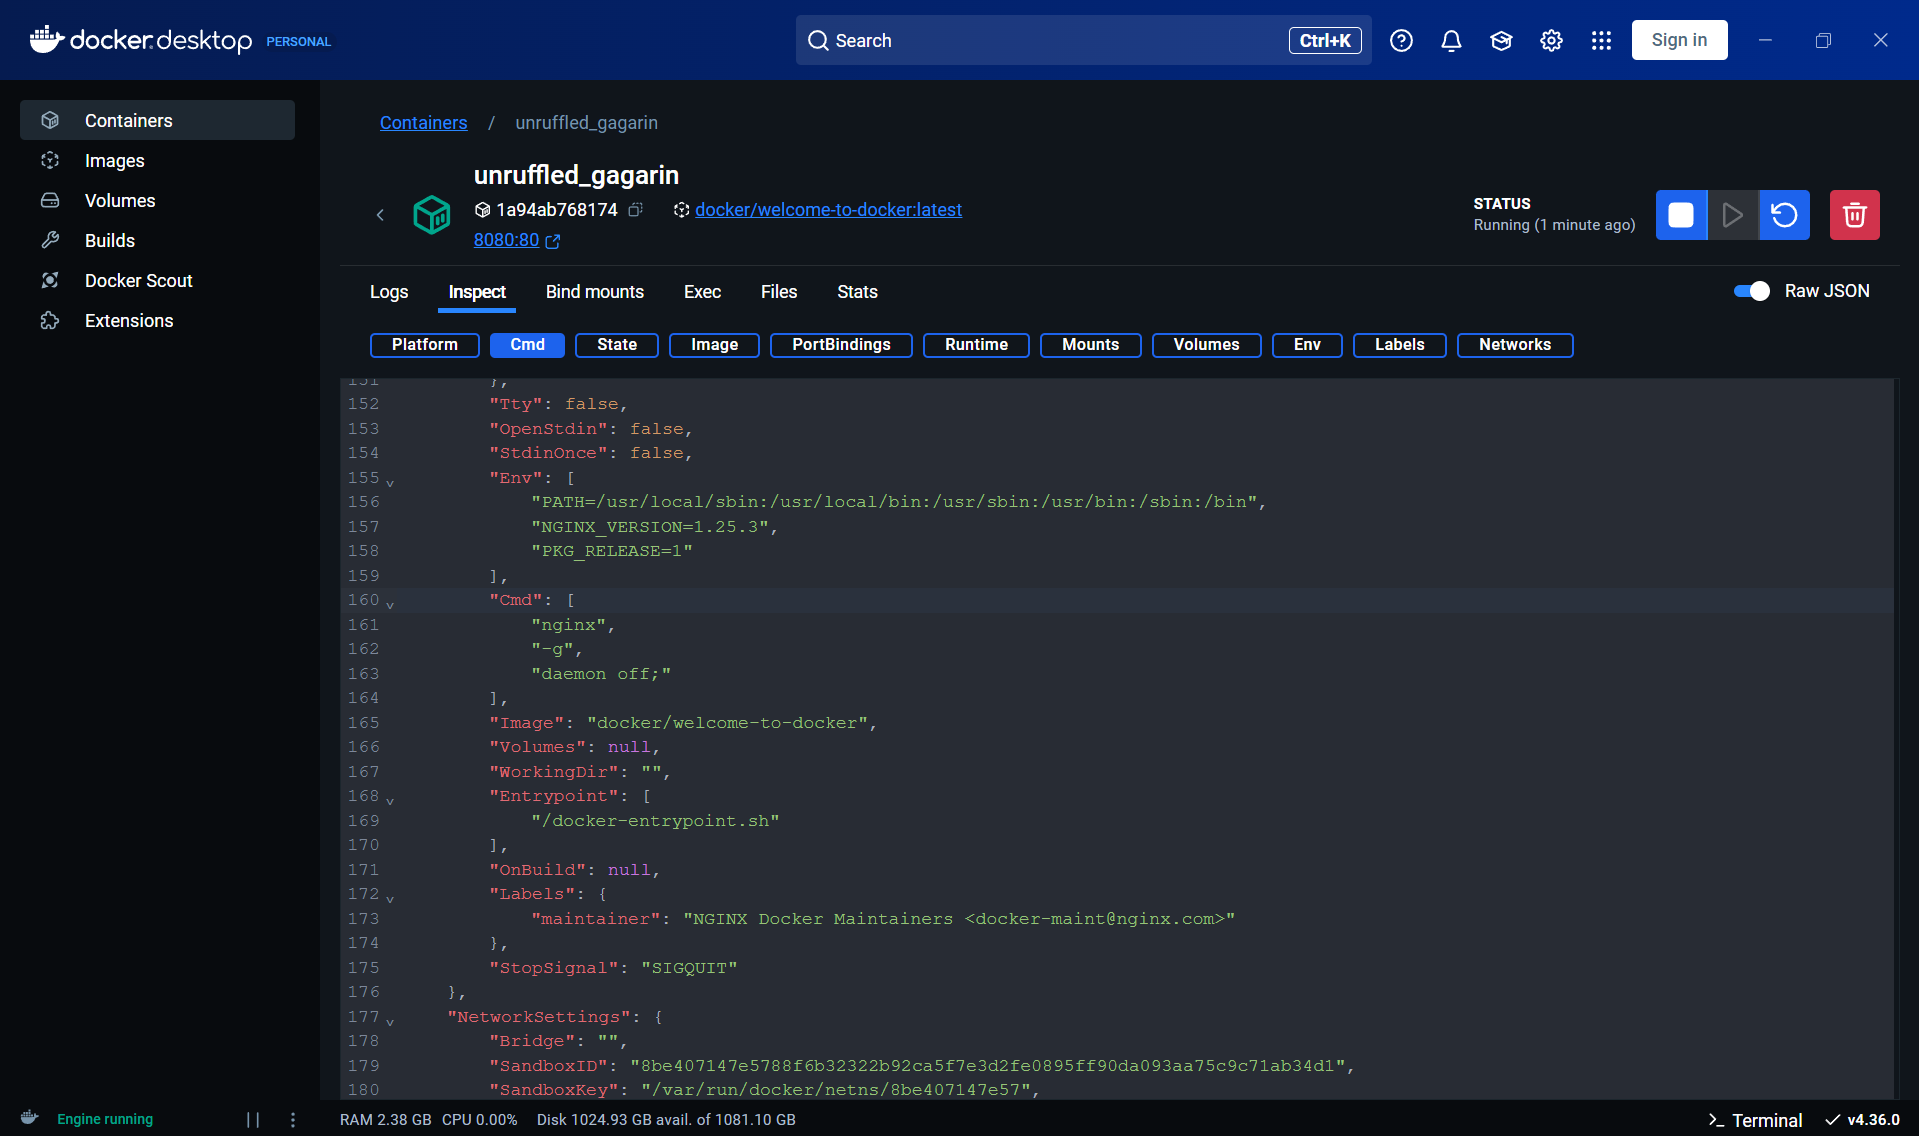 docker.desktop PERSONAL
Search Ctrl+K
Sign in
Containers
Images
Volumes
Builds
Docker Scout
Extensions
Containers / unruffled_gagarin
unruffled_gagarin
1a94ab768174 docker/welcome-to-docker:latest
8080:80
STATUS
Running (1 minute ago)
Logs Inspect Bind mounts Exec Files Stats
Raw JSON
Platform Cmd State Image PortBindings Runtime Mounts Volumes Env Labels Networks
151 },
152 "Tty": false,
153 "OpenStdin": false,
154 "StdinOnce": false,
155 "Env": [
156 "PATH=/usr/local/sbin:/usr/local/bin:/usr/sbin:/usr/bin:/sbin:/bin",
157 "NGINX_VERSION=1.25.3",
158 "PKG_RELEASE=1"
159 ],
160 "Cmd": [
161 "nginx",
162 "-g",
163 "daemon off;"
164 ],
165 "Image": "docker/welcome-to-docker",
166 "Volumes": null,
167 "WorkingDir": "",
168 "Entrypoint": [
169 "/docker-entrypoint.sh"
170 ],
171 "OnBuild": null,
172 "Labels": {
173 "maintainer": "NGINX Docker Maintainers <docker-maint@nginx.com>"
174 },
175 "StopSignal": "SIGQUIT"
176 },
177 "NetworkSettings": {
178 "Bridge": "",
179 "SandboxID": "8be407147e5788f6b32322b92ca5f7e3d2fe0895ff90da093aa75c9c71ab34d1",
180 "SandboxKey": "/var/run/docker/netns/8be407147e57",
Engine running
RAM 2.38 GB CPU 0.00% Disk 1024.93 GB avail. of 1081.10 GB
Terminal v4.36.0